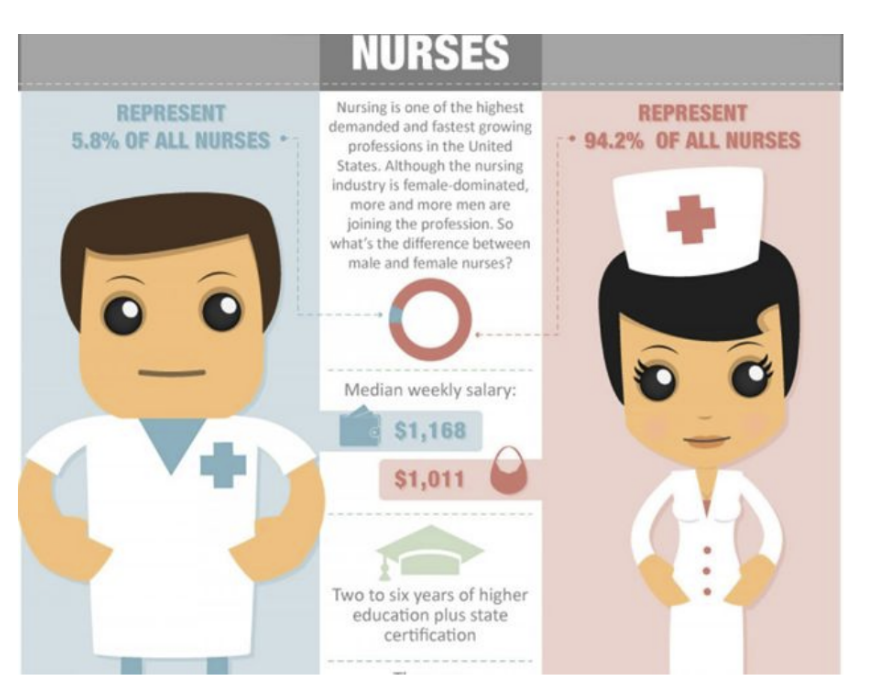 NURSES
REPRESENT
5.8% OF ALL NURSES
Nursing is one of the highest
demanded and fastest growing
professions in the United
States. Although the nursing
industry is female-dominated,
more and more men are
joining the profession. So
what's the difference between
male and female nurses?
REPRESENT
94.2% OF ALL NURSES
Median weekly salary:
$1,168
$1,011
Two to six years of higher
education plus state
certification